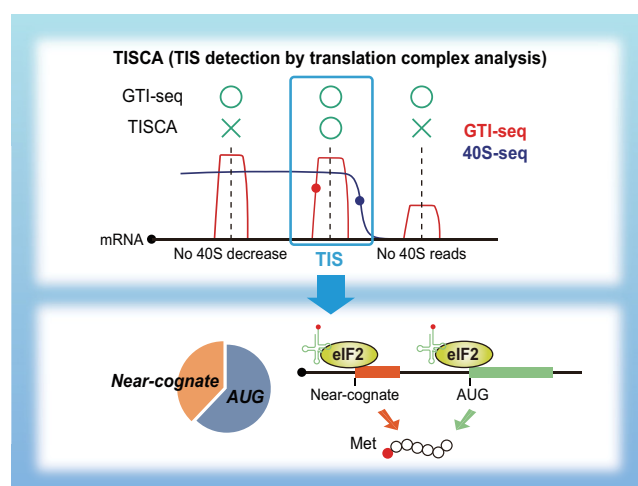 TISCA (TIS detection by translation complex analysis)
GTI-seq
TISCA
GTI-seq
40S-seq
mRNA
No 40S decrease
TIS
No 40S reads
Near-cognate
AUG
eIF2
eIF2
Near-cognate
AUG
Met